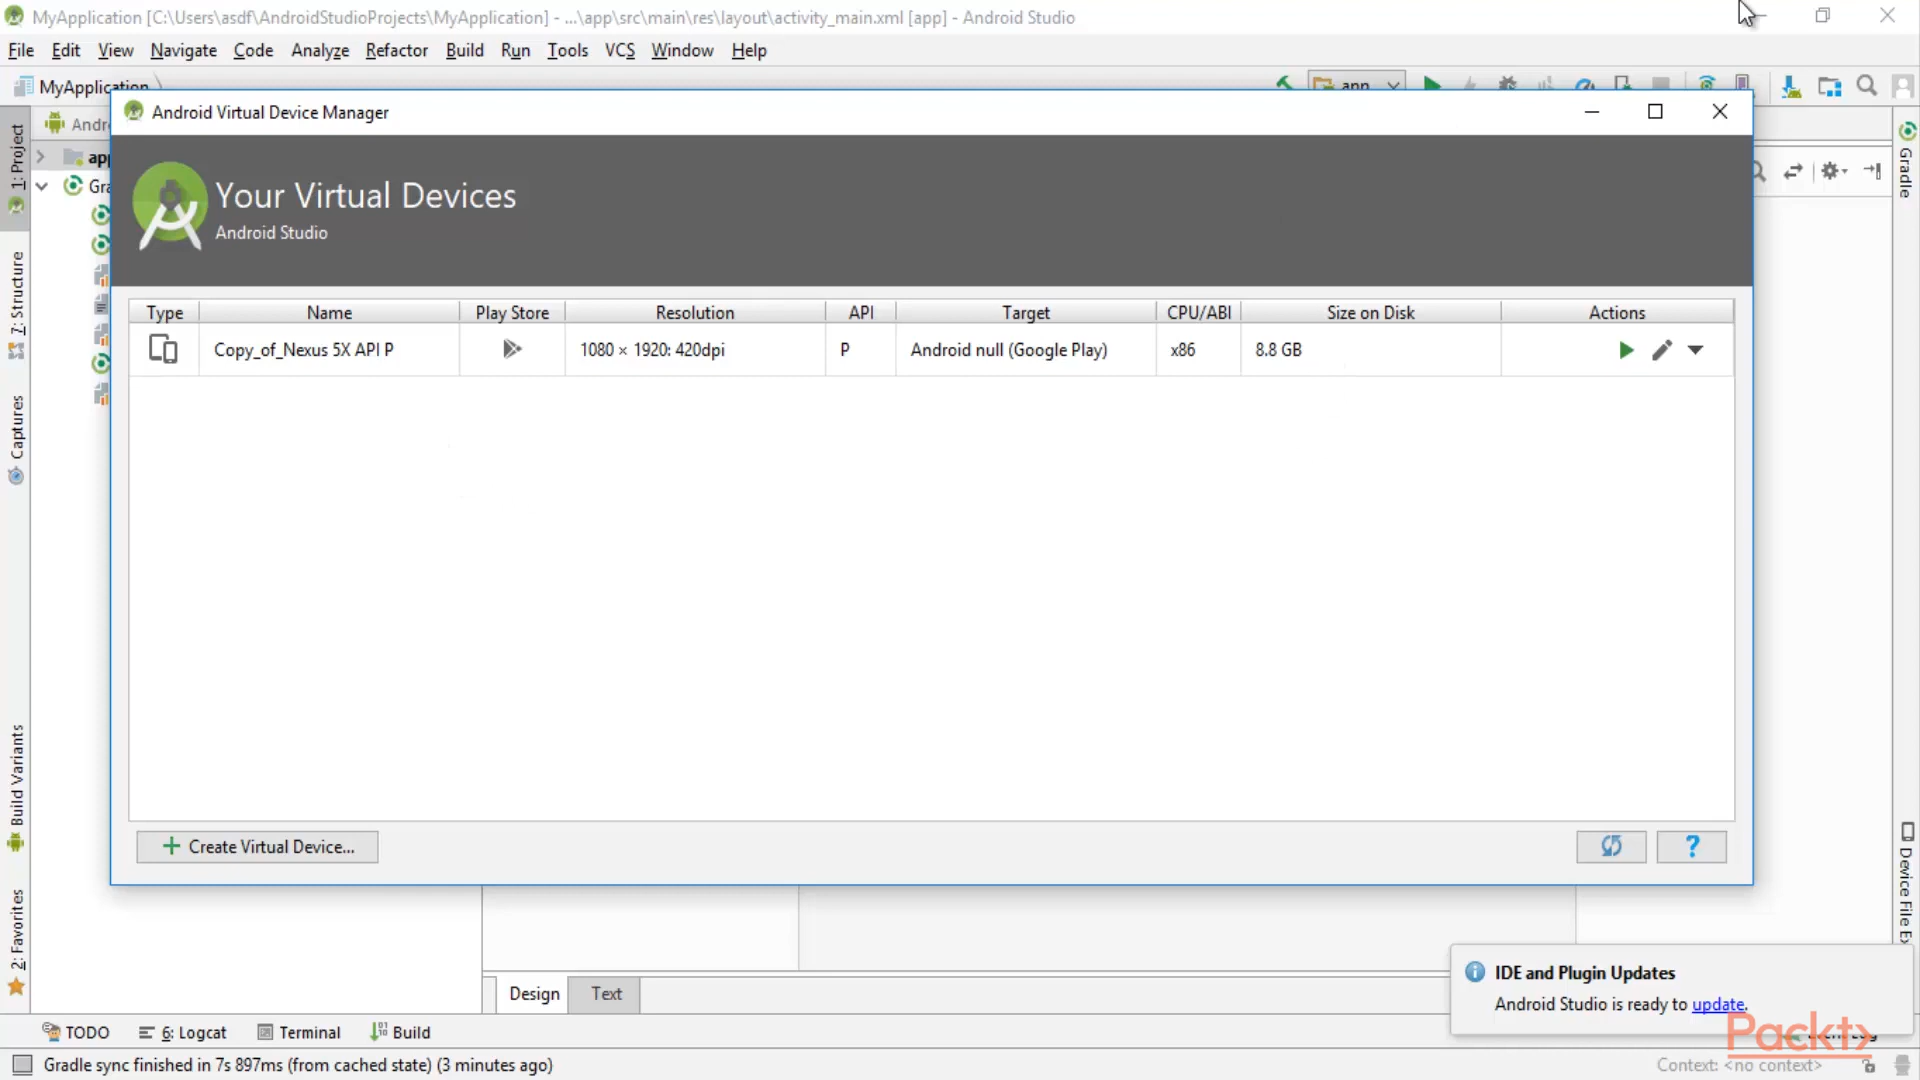 MyApplication [C:\Users\asdf\AndroidStudioProjects\MyApplication] - ...\app\src\main\res\layout\activity_main.xml [app] - Android Studio
File Edit View Navigate Code Analyze Refactor Build Run Tools VCS Window Help
MyApplication
app
Android Virtual Device Manager
1: Project
Your Virtual Devices
Android Studio
Gradle
Type Name Play Store Resolution API Target CPU/ABI Size on Disk Actions
Copy_of_Nexus 5X API P 1080 × 1920: 420dpi P Android null (Google Play) x86 8.8 GB
7: Structure
Captures
Build Variants
2: Favorites
Create Virtual Device...
?
Device File
IDE and Plugin Updates
Android Studio is ready to update.
Design Text
Packt>
TODO 6: Logcat Terminal Build
Gradle sync finished in 7s 897ms (from cached state) (3 minutes ago)
Context: <no context>